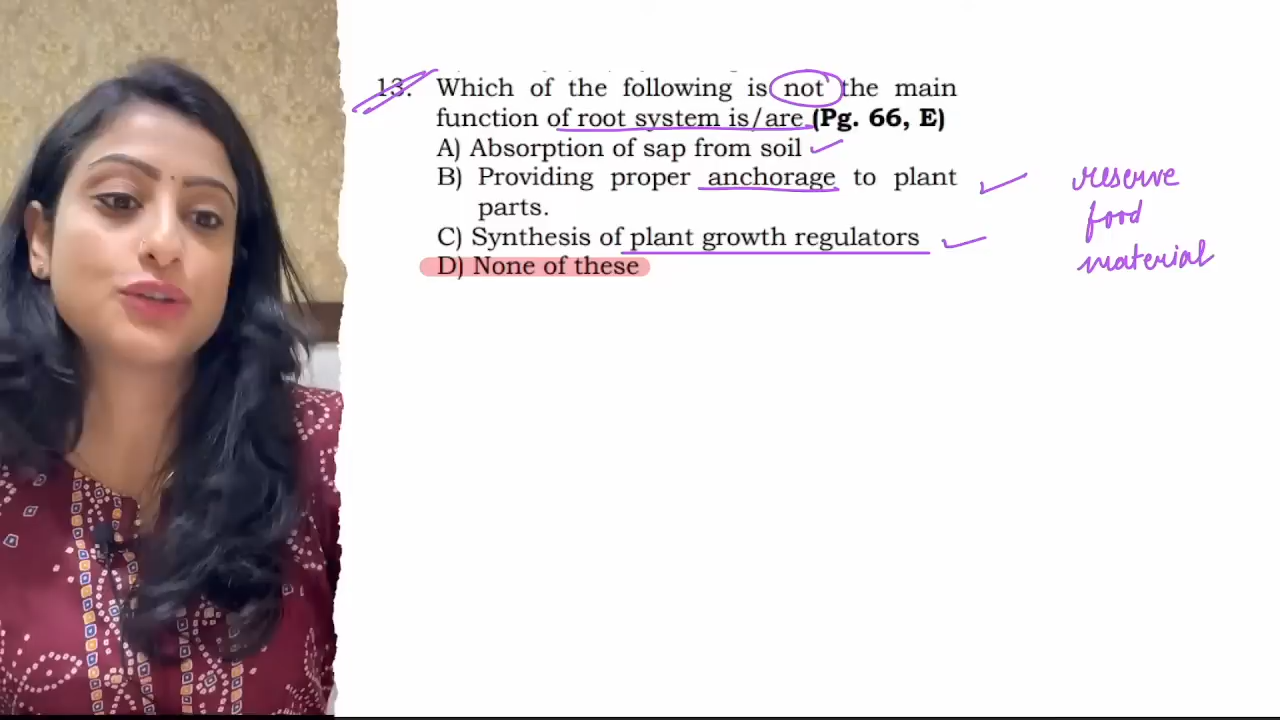 13. Which of the following is not the main
function of root system is/are (Pg. 66, E)
A) Absorption of sap from soil
B) Providing proper anchorage to plant
parts.
C) Synthesis of plant growth regulators
D) None of these
reserve
food
material